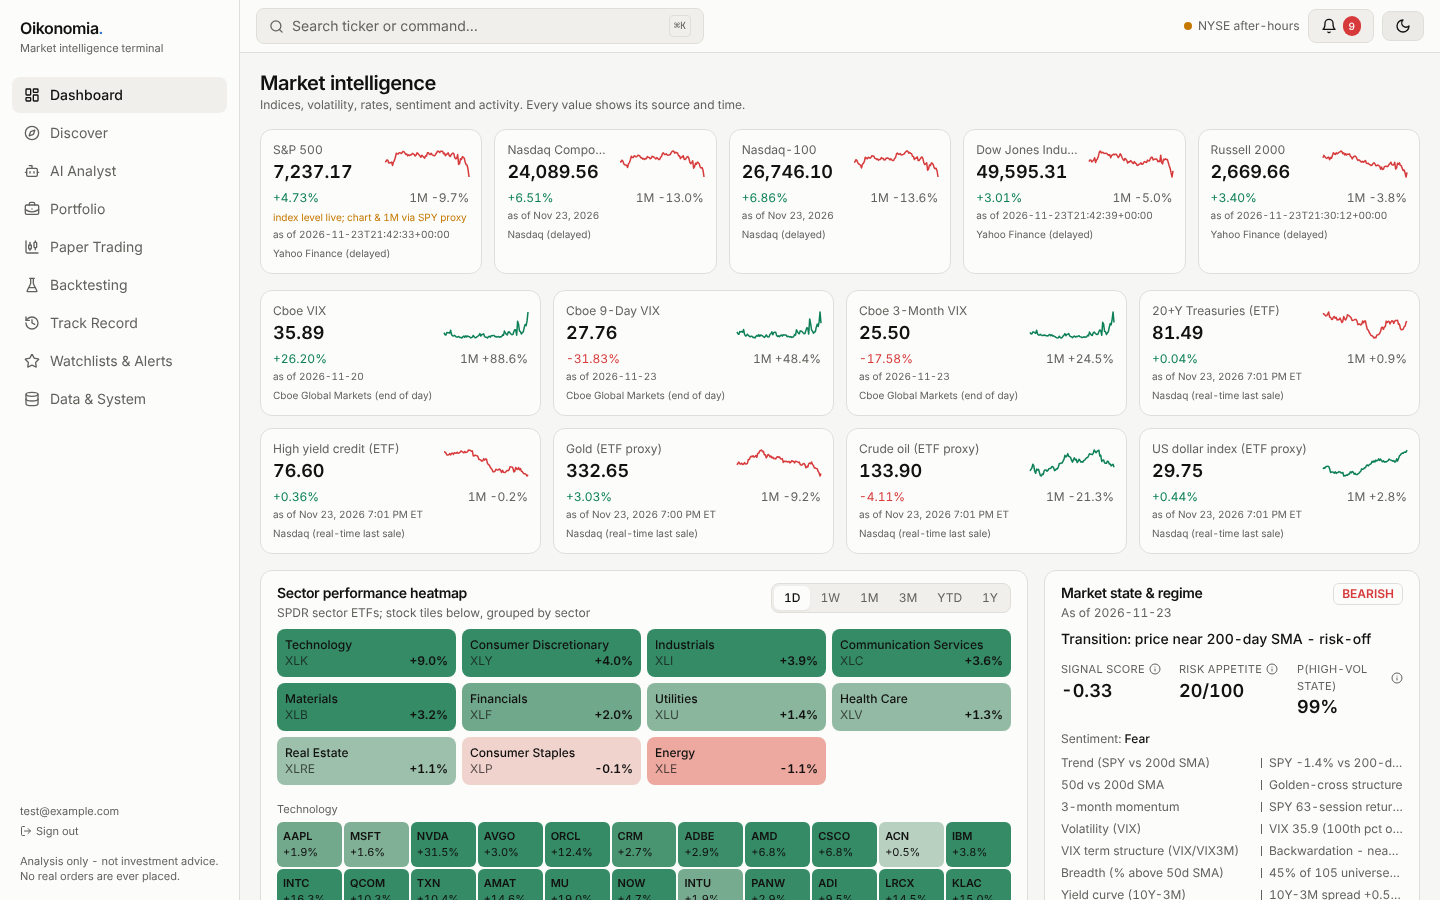 Oikonomia.
Market intelligence terminal
Dashboard
Discover
AI Analyst
Portfolio
Paper Trading
Backtesting
Track Record
Watchlists & Alerts
Data & System
test@example.com
Sign out
Analysis only - not investment advice.
No real orders are ever placed.
Search ticker or command...
⌘K
NYSE after-hours
9
Market intelligence
Indices, volatility, rates, sentiment and activity. Every value shows its source and time.
S&P 500
7,237.17
+4.73% 1M -9.7%
index level live; chart & 1M via SPY proxy
as of 2026-11-23T21:42:33+00:00
Yahoo Finance (delayed)
Nasdaq Compo...
24,089.56
+6.51% 1M -13.0%
as of Nov 23, 2026
Nasdaq (delayed)
Nasdaq-100
26,746.10
+6.86% 1M -13.6%
as of Nov 23, 2026
Nasdaq (delayed)
Dow Jones Indu...
49,595.31
+3.01% 1M -5.0%
as of 2026-11-23T21:42:39+00:00
Yahoo Finance (delayed)
Russell 2000
2,669.66
+3.40% 1M -3.8%
as of 2026-11-23T21:30:12+00:00
Yahoo Finance (delayed)
Cboe VIX
35.89
+26.20% 1M +88.6%
as of 2026-11-20
Cboe Global Markets (end of day)
Cboe 9-Day VIX
27.76
-31.83% 1M +48.4%
as of 2026-11-23
Cboe Global Markets (end of day)
Cboe 3-Month VIX
25.50
-17.58% 1M +24.5%
as of 2026-11-23
Cboe Global Markets (end of day)
20+Y Treasuries (ETF)
81.49
+0.04% 1M +0.9%
as of Nov 23, 2026 7:01 PM ET
Nasdaq (real-time last sale)
High yield credit (ETF)
76.60
+0.36% 1M -0.2%
as of Nov 23, 2026 7:01 PM ET
Nasdaq (real-time last sale)
Gold (ETF proxy)
332.65
+3.03% 1M -9.2%
as of Nov 23, 2026 7:00 PM ET
Nasdaq (real-time last sale)
Crude oil (ETF proxy)
133.90
-4.11% 1M -21.3%
as of Nov 23, 2026 7:01 PM ET
Nasdaq (real-time last sale)
US dollar index (ETF proxy)
29.75
+0.44% 1M +2.8%
as of Nov 23, 2026 7:01 PM ET
Nasdaq (real-time last sale)
Sector performance heatmap
SPDR sector ETFs; stock tiles below, grouped by sector
1D 1W 1M 3M YTD 1Y
Technology
XLK +9.0%
Consumer Discretionary
XLY +4.0%
Industrials
XLI +3.9%
Communication Services
XLC +3.6%
Materials
XLB +3.2%
Financials
XLF +2.0%
Utilities
XLU +1.4%
Health Care
XLV +1.3%
Real Estate
XLRE +1.1%
Consumer Staples
XLP -0.1%
Energy
XLE -1.1%
Technology
AAPL MSFT NVDA AVGO ORCL CRM ADBE AMD CSCO ACN IBM
+1.9% +1.6% +31.5% +3.0% +12.4% +2.7% +2.9% +6.8% +6.8% +0.5% +3.8%
INTC QCOM TXN AMAT MU NOW INTU PANW ADI LRCX KLAC
+16.3% +10.3% +10.4% +14.6% +19.0% +4.7% +1.9% +2.9% +9.5% +14.5% +15.0%
Market state & regime
BEARISH
As of 2026-11-23
Transition: price near 200-day SMA - risk-off
SIGNAL SCORE
-0.33
RISK APPETITE
20/100
P(HIGH-VOL
STATE)
99%
Sentiment: Fear
Trend (SPY vs 200d SMA) SPY -1.4% vs 200-d...
50d vs 200d SMA Golden-cross structure
3-month momentum SPY 63-session retur...
Volatility (VIX) VIX 35.9 (100th pct o...
VIX term structure (VIX/VIX3M) Backwardation - nea...
Breadth (% above 50d SMA) 45% of 105 universe...
Yield curve (10Y-3M) 10Y-3M spread +0.5...